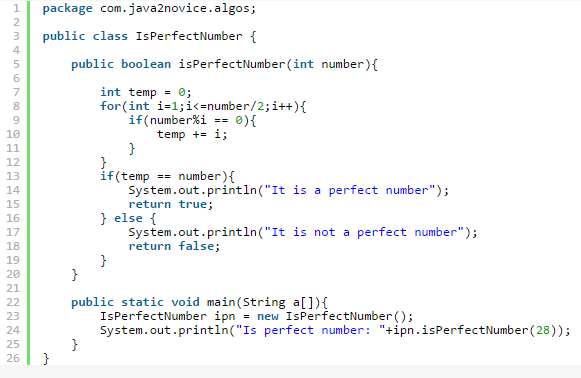 1 package com.java2novice.algos;
2
3 public class IsPerfectNumber {
4
5     public boolean isPerfectNumber(int number){
6
7         int temp = 0;
8         for(int i=1;i<=number/2;i++){
9             if(number%i == 0){
10                 temp += i;
11             }
12         }
13         if(temp == number){
14             System.out.println("It is a perfect number");
15             return true;
16         } else {
17             System.out.println("It is not a perfect number");
18             return false;
19         }
20     }
21
22     public static void main(String a[]){
23         IsPerfectNumber ipn = new IsPerfectNumber();
24         System.out.println("Is perfect number: "+ipn.isPerfectNumber(28));
25     }
26 }